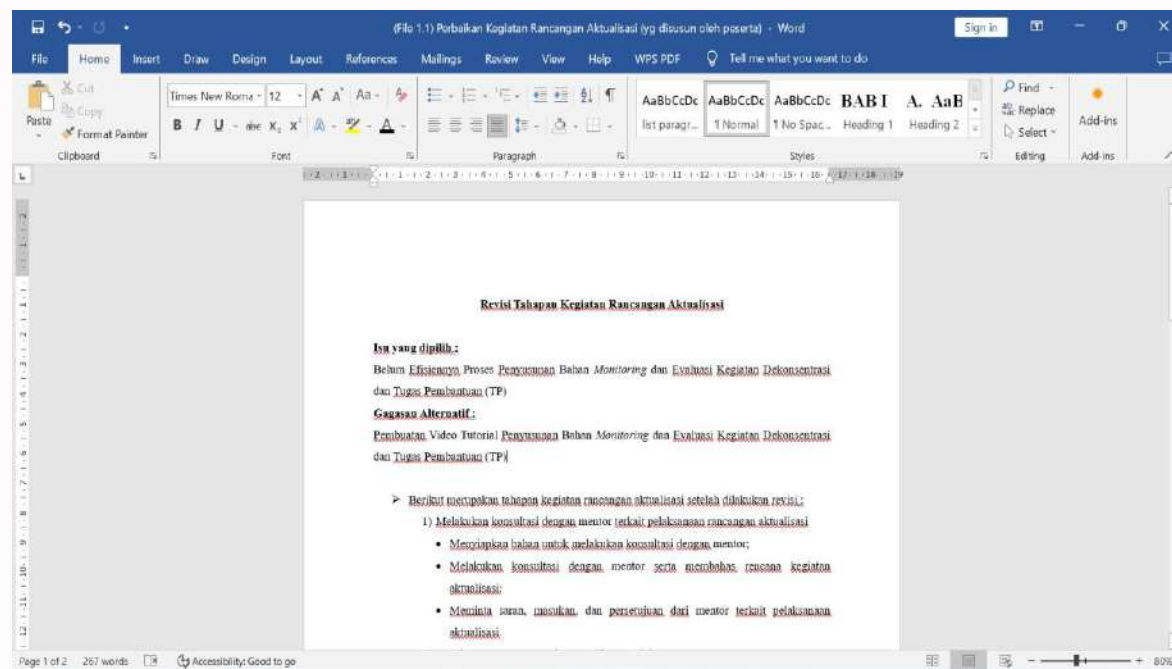 (File 1.1) Perbaikan Kegiatan Rancangan Aktualisasi (yg disusun oleh peserta) - Word
Sign in
File Home Insert Draw Design Layout References Mailings Review View Help WPS PDF Tell me what you want to do
Paste
Cut
Copy
Format Painter
Clipboard
Times New Roma 12
Font
Paragraph
AaBbCcDc AaBbCcDc AaBbCcDc BAB I A. AaB
list paragr... ¶ Normal ¶ No Spac... Heading 1 Heading 2
Styles
Find
Replace
Select
Editing
Add-ins
Add-ins
Revisi Tahapan Kegiatan Rancangan Aktualisasi
Isu yang dipilih :
Belum Efisiennya Proses Penyusunan Bahan Monitoring dan Evaluasi Kegiatan Dekonsentrasi
dan Tugas Pembantuan (TP)
Gagasan Alternatif :
Pembuatan Video Tutorial Penyusunan Bahan Monitoring dan Evaluasi Kegiatan Dekonsentrasi
dan Tugas Pembantuan (TP)
➢ Berikut merupakan tahapan kegiatan rancangan aktualisasi setelah dilakukan revisi :
1) Melakukan konsultasi dengan mentor terkait pelaksanaan rancangan aktualisasi
• Menyiapkan bahan untuk melakukan konsultasi dengan mentor;
• Melakukan konsultasi dengan mentor serta membahas rencana kegiatan
aktualisasi;
• Meminta saran, masukan, dan persetujuan dari mentor terkait pelaksanaan
aktualisasi.
Page 1 of 2 267 words Accessibility: Good to go 80%